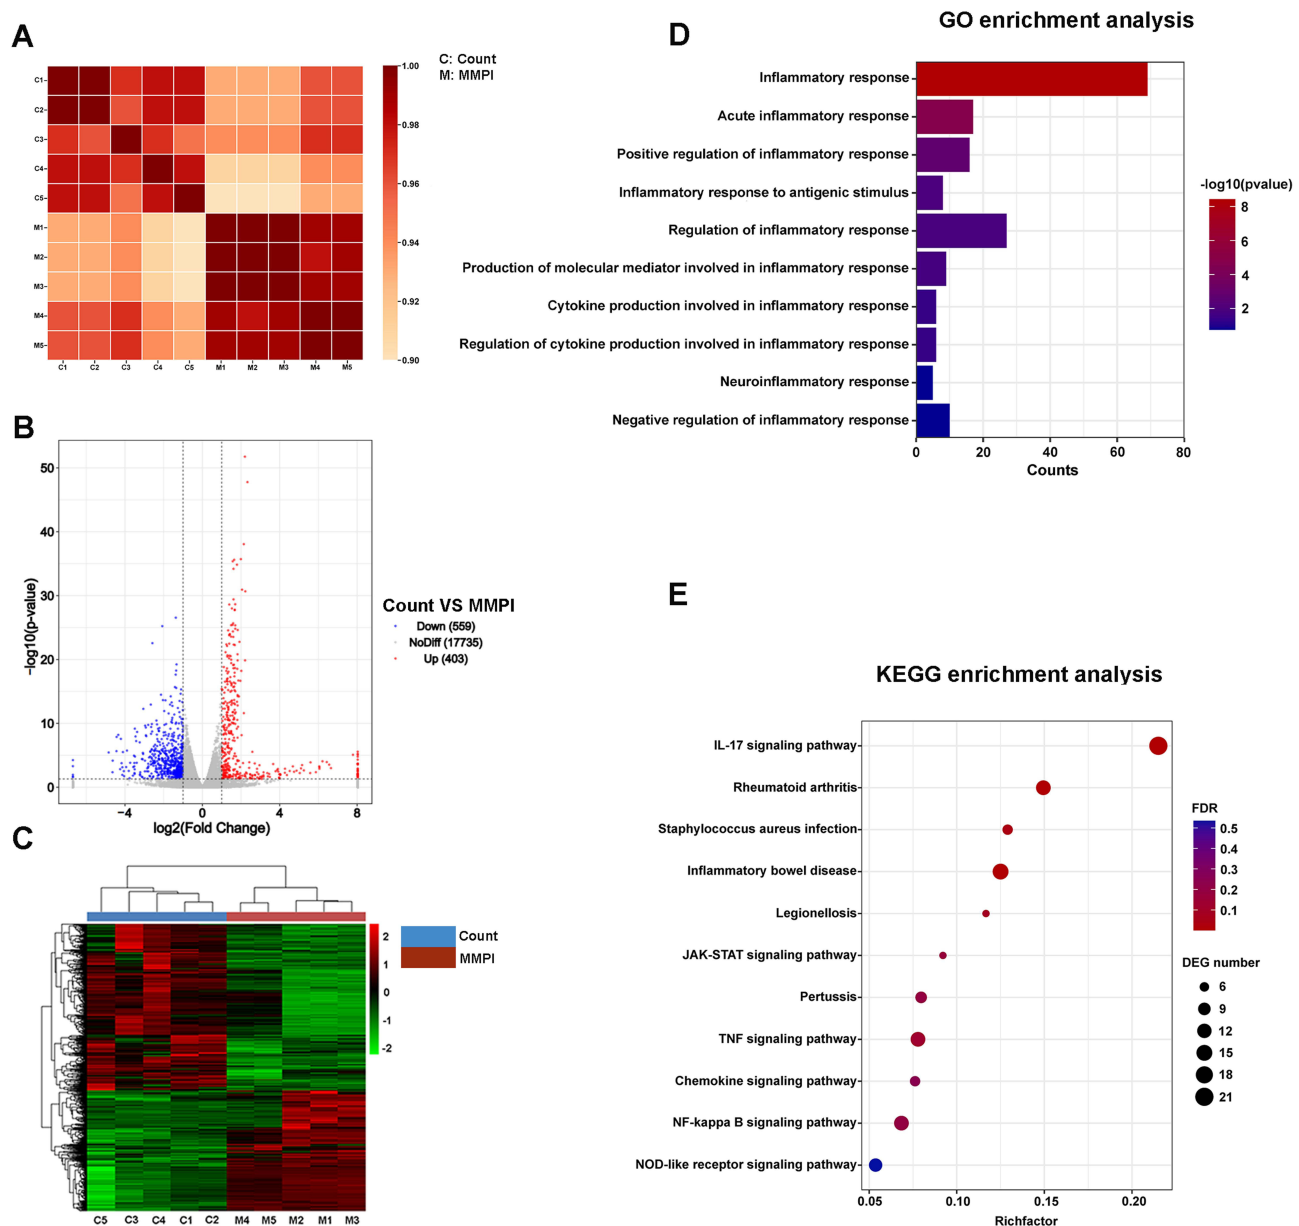 A
C: Count
M: MMPI
C1
C2
C3
C4
C5
M1
M2
M3
M4
M5
C1 C2 C3 C4 C5 M1 M2 M3 M4 M5
1.00
0.98
0.96
0.94
0.92
0.90
B
50
40
30
20
10
0
−log10(p-value)
−4 0 4 8
log2(Fold Change)
Count VS MMPI
Down (559)
NoDiff (17735)
Up (403)
C
2
1
0
-1
-2
Count
MMPI
C5 C3 C4 C1 C2 M4 M5 M2 M1 M3
D
GO enrichment analysis
Inflammatory response
Acute inflammatory response
Positive regulation of inflammatory response
Inflammatory response to antigenic stimulus
Regulation of inflammatory response
Production of molecular mediator involved in inflammatory response
Cytokine production involved in inflammatory response
Regulation of cytokine production involved in inflammatory response
Neuroinflammatory response
Negative regulation of inflammatory response
0 20 40 60 80
Counts
-log10(pvalue)
8
6
4
2
E
KEGG enrichment analysis
IL-17 signaling pathway
Rheumatoid arthritis
Staphylococcus aureus infection
Inflammatory bowel disease
Legionellosis
JAK-STAT signaling pathway
Pertussis
TNF signaling pathway
Chemokine signaling pathway
NF-kappa B signaling pathway
NOD-like receptor signaling pathway
0.05 0.10 0.15 0.20
Richfactor
FDR
0.5
0.4
0.3
0.2
0.1
DEG number
6
9
12
15
18
21